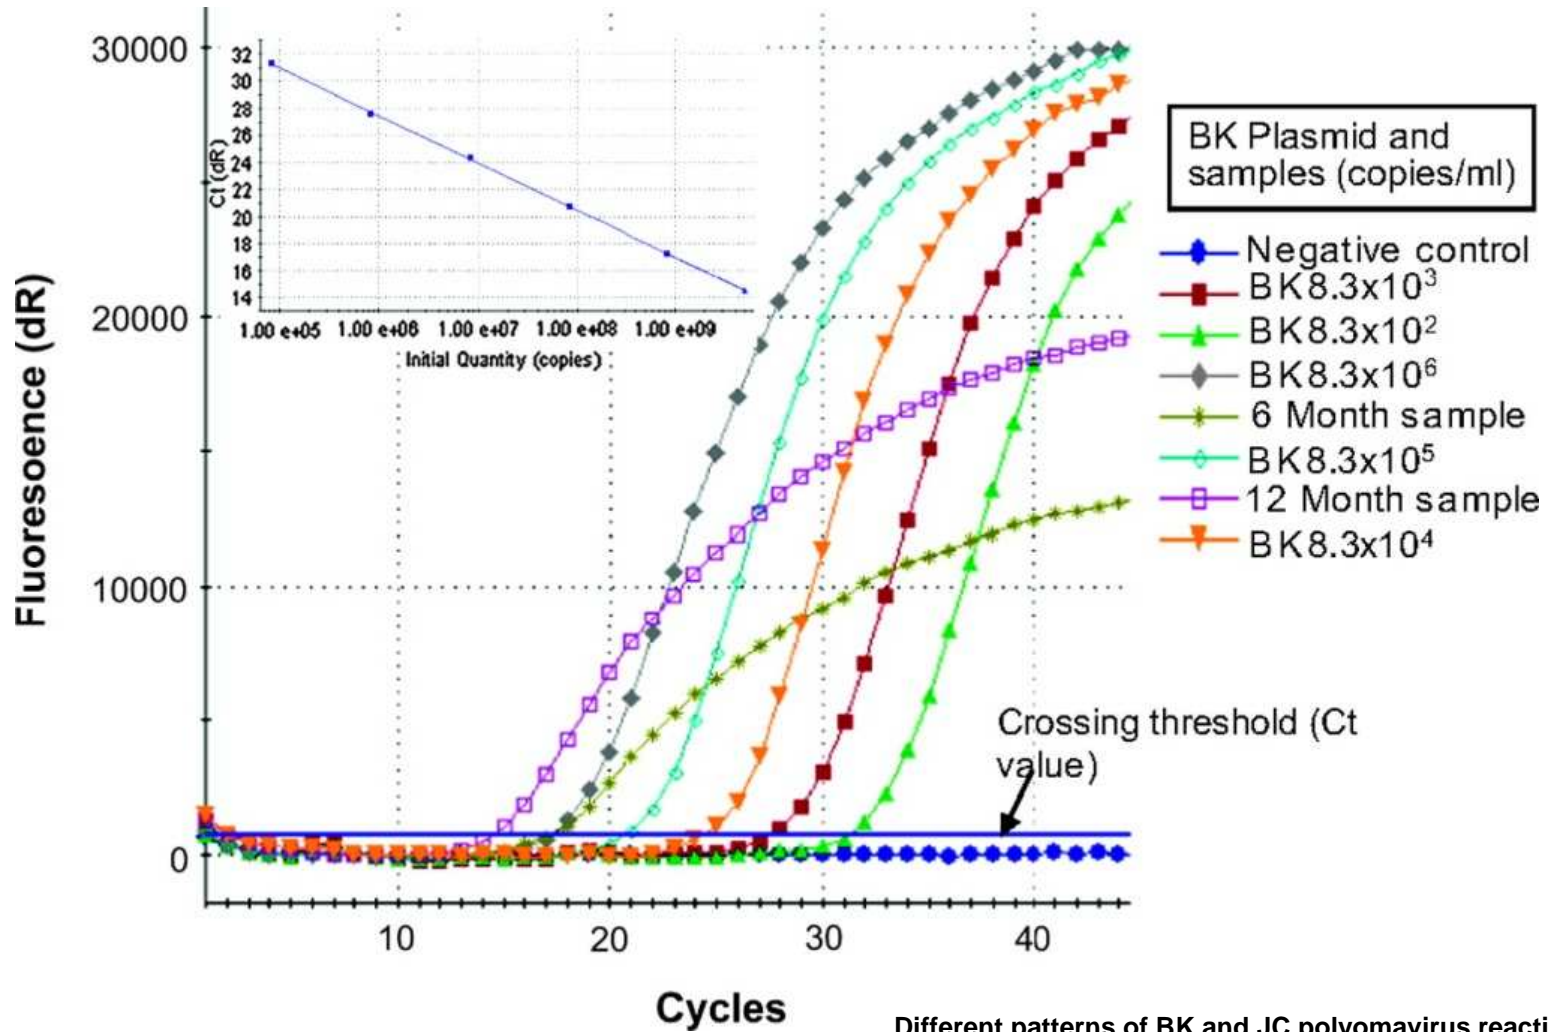 30000
20000
10000
0
Fluoresoence (dR)
32
30
28
26
24
22
20
18
16
14
Ct (dR)
1.00 e+05 1.00 e+06 1.00 e+07 1.00 e+08 1.00 e+09
Initial Quantity (copies)
BK Plasmid and
samples (copies/ml)
Negative control
BK8.3x10³
BK8.3x10²
BK8.3x10⁶
6 Month sample
BK8.3x10⁵
12 Month sample
BK8.3x10⁴
Crossing threshold (Ct
value)
10 20 30 40
Cycles
Different patterns of BK and JC polyomavirus reacti